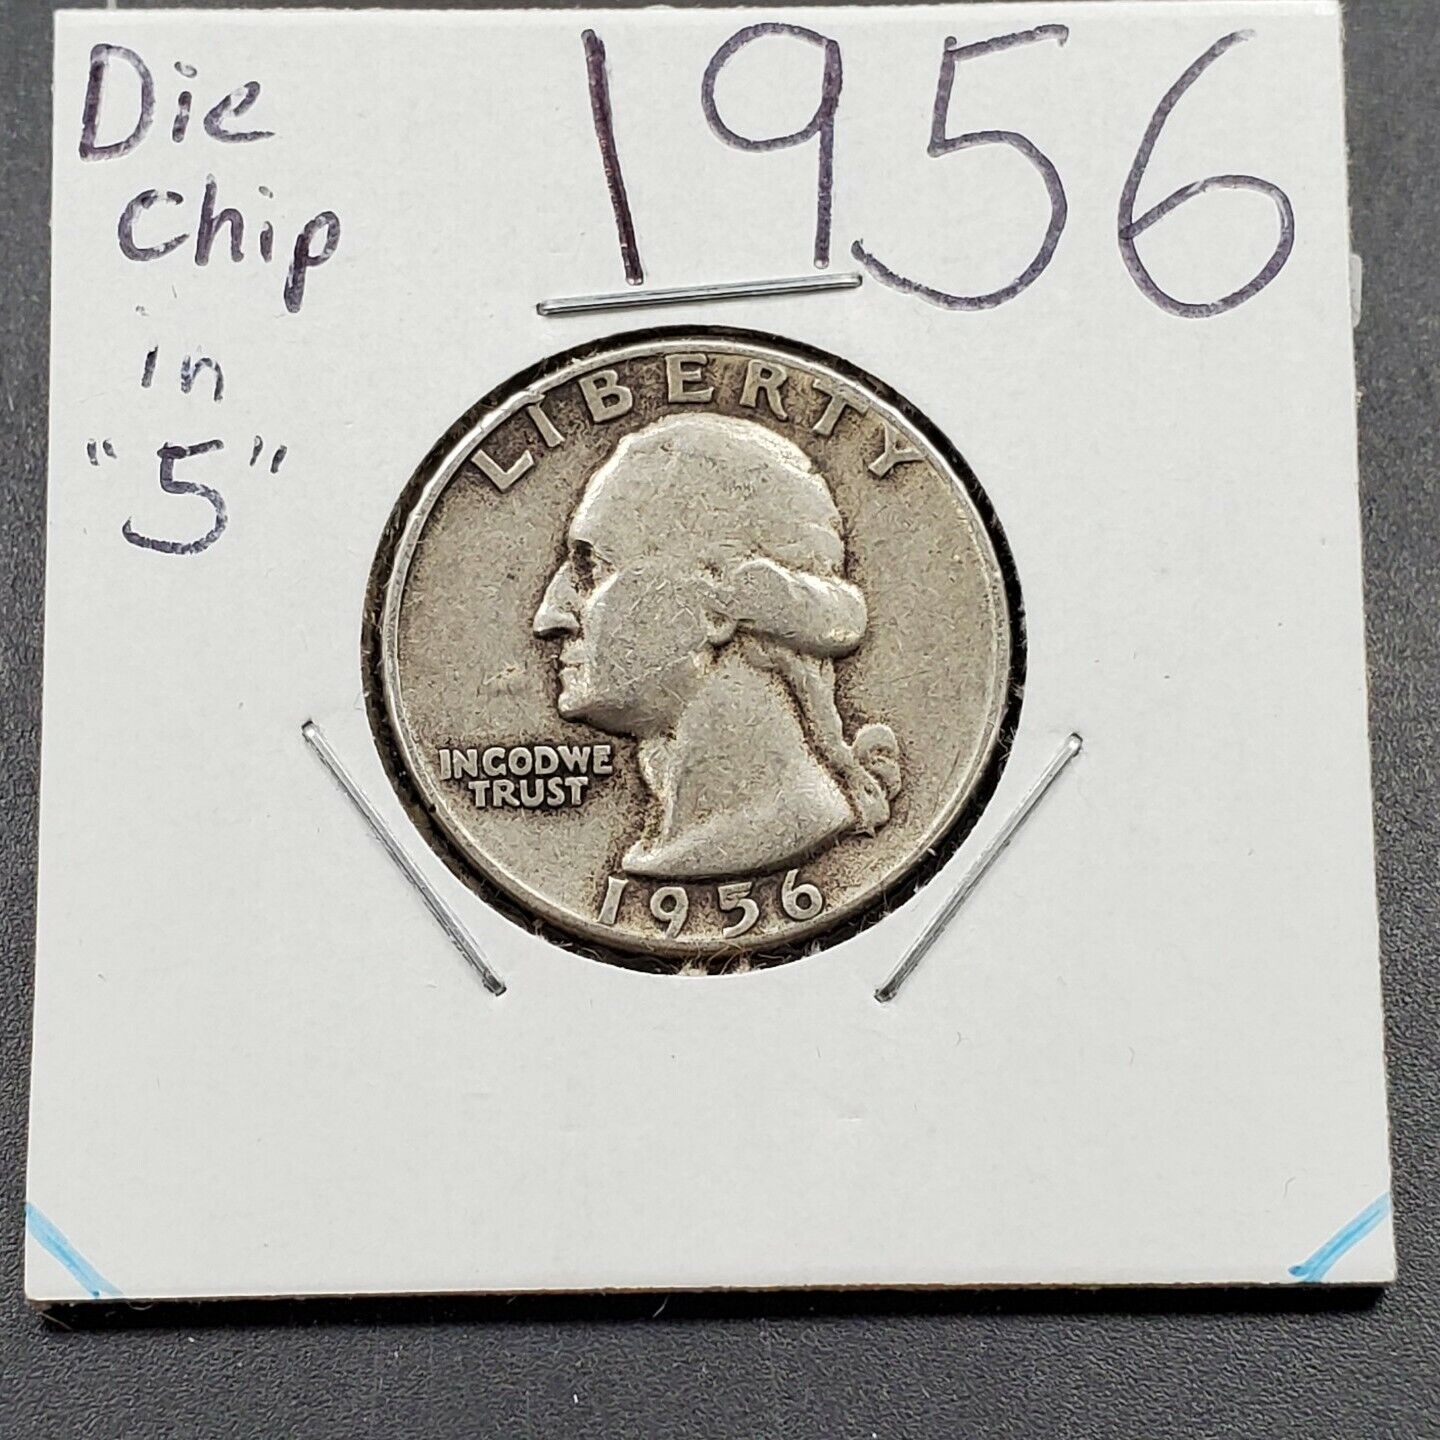 Die
chip
in
"5"
1956
LIBERTY
IN GOD WE
TRUST
1956